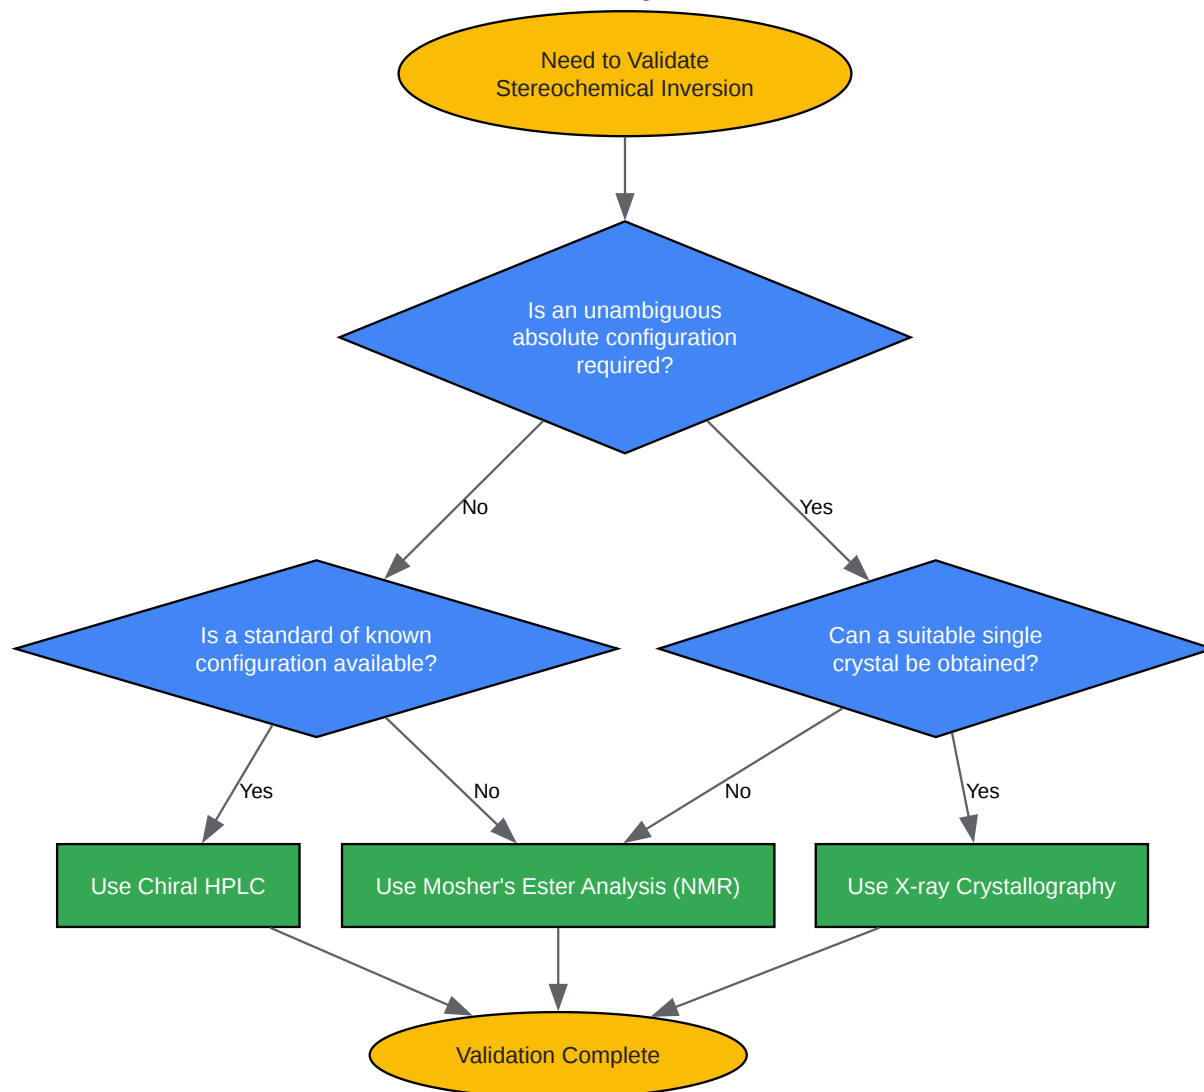 Need to Validate
Stereochemical Inversion
Is an unambiguous
absolute configuration
required?
No
Yes
Is a standard of known
configuration available?
Can a suitable single
crystal be obtained?
Yes
No
No
Yes
Use Chiral HPLC
Use Mosher's Ester Analysis (NMR)
Use X-ray Crystallography
Validation Complete